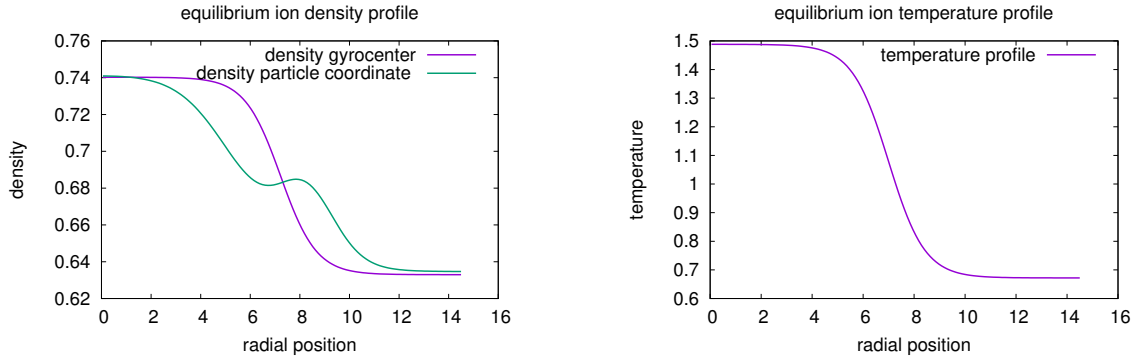 equilibrium ion density profile
density gyrocenter
density particle coordinate
density
0.76
0.74
0.72
0.7
0.68
0.66
0.64
0.62
0 2 4 6 8 10 12 14 16
radial position
equilibrium ion temperature profile
temperature profile
temperature
1.5
1.4
1.3
1.2
1.1
1
0.9
0.8
0.7
0.6
0 2 4 6 8 10 12 14 16
radial position